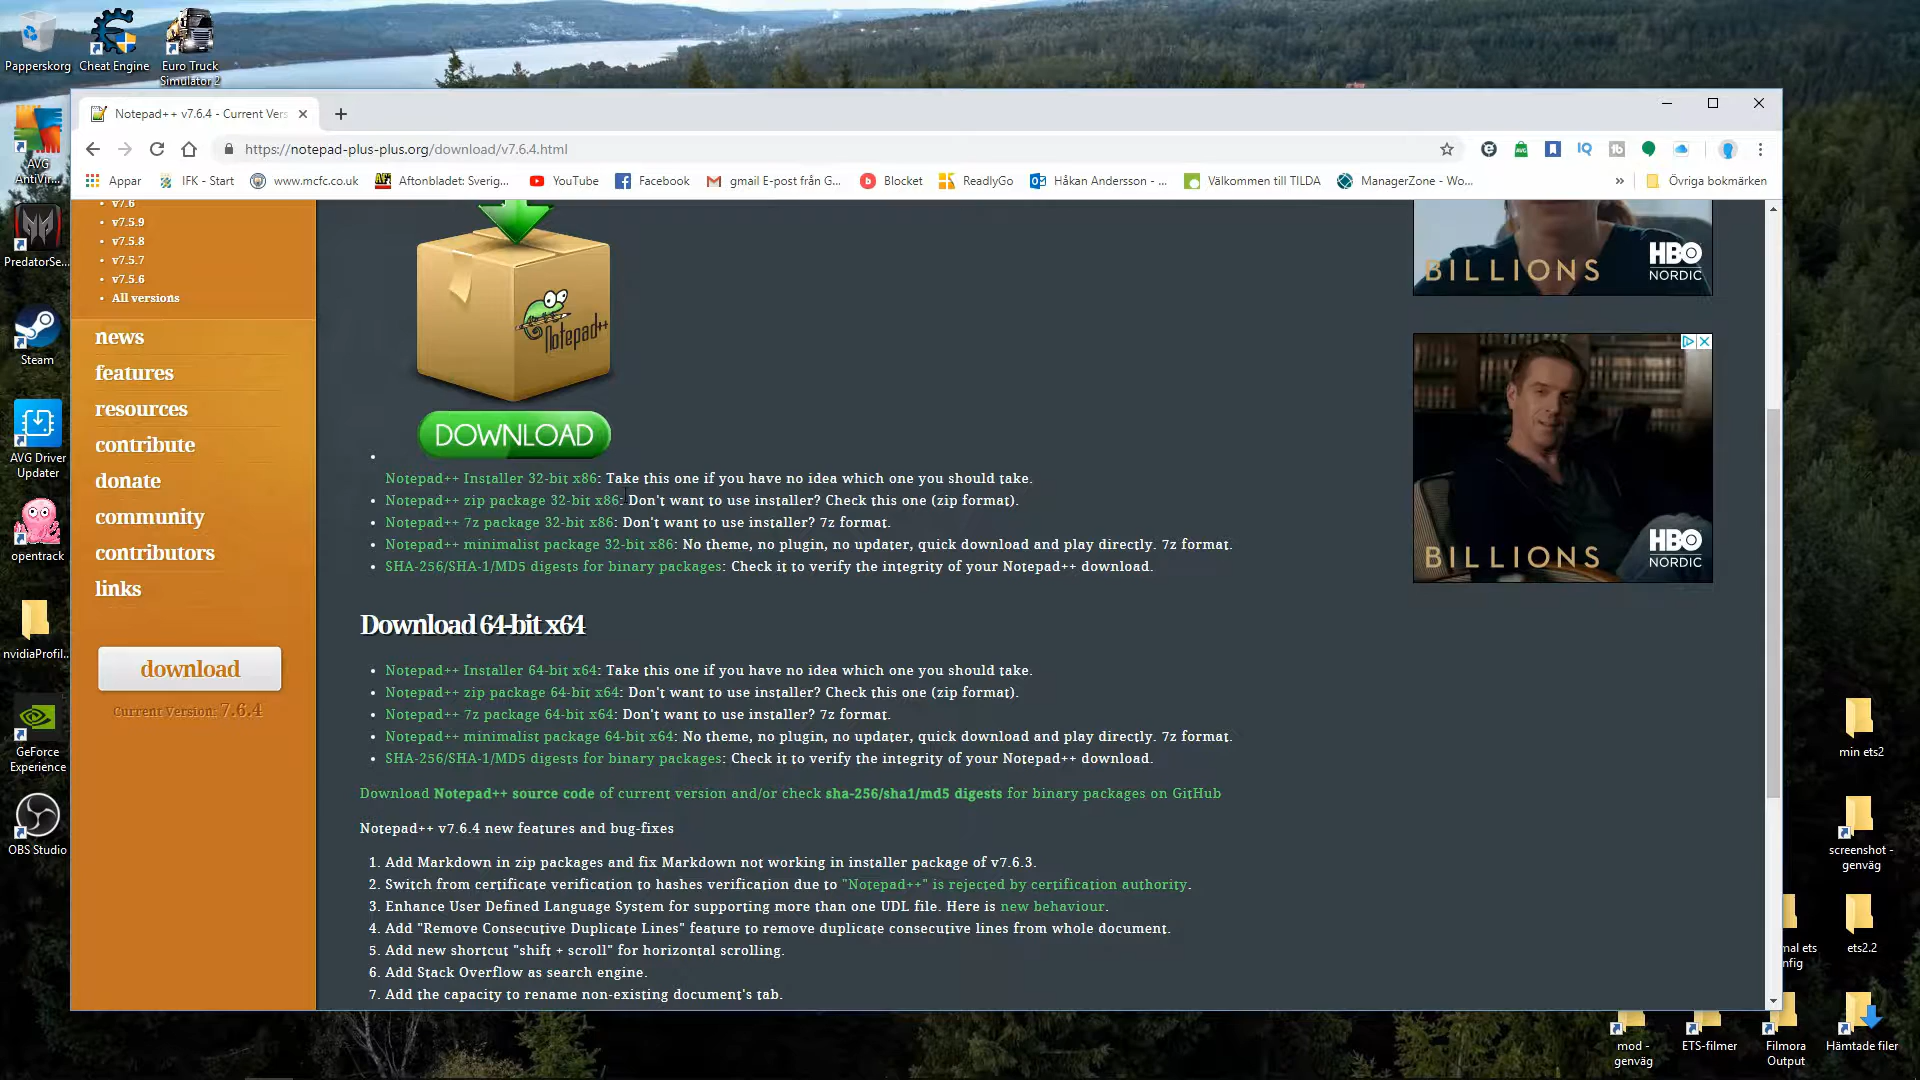 Papperskorg
Cheat Engine
Euro Truck
Simulator 2
AVG
AntiVir...
PredatorSe...
Steam
AVG Driver
Updater
opentrack
nvidiaProfil...
GeForce
Experience
OBS Studio
Notepad++ v7.6.4 - Current Vers
https://notepad-plus-plus.org/download/v7.6.4.html
Appar
IFK - Start
www.mcfc.co.uk
Aftonbladet: Sverig...
YouTube
Facebook
gmail E-post från G...
Blocket
ReadlyGo
Håkan Andersson - ...
Välkommen till TILDA
ManagerZone - Wo...
»
Övriga bokmärken
v7.6
v7.5.9
v7.5.8
v7.5.7
v7.5.6
All versions
news
features
resources
contribute
donate
community
contributors
links
download
Current Version: 7.6.4
Notepad++
DOWNLOAD
Notepad++ Installer 32-bit x86: Take this one if you have no idea which one you should take.
Notepad++ zip package 32-bit x86: Don't want to use installer? Check this one (zip format).
Notepad++ 7z package 32-bit x86: Don't want to use installer? 7z format.
Notepad++ minimalist package 32-bit x86: No theme, no plugin, no updater, quick download and play directly. 7z format.
SHA-256/SHA-1/MD5 digests for binary packages: Check it to verify the integrity of your Notepad++ download.
Download 64-bit x64
Notepad++ Installer 64-bit x64: Take this one if you have no idea which one you should take.
Notepad++ zip package 64-bit x64: Don't want to use installer? Check this one (zip format).
Notepad++ 7z package 64-bit x64: Don't want to use installer? 7z format.
Notepad++ minimalist package 64-bit x64: No theme, no plugin, no updater, quick download and play directly. 7z format.
SHA-256/SHA-1/MD5 digests for binary packages: Check it to verify the integrity of your Notepad++ download.
Download Notepad++ source code of current version and/or check sha-256/sha1/md5 digests for binary packages on GitHub
Notepad++ v7.6.4 new features and bug-fixes
1. Add Markdown in zip packages and fix Markdown not working in installer package of v7.6.3.
2. Switch from certificate verification to hashes verification due to "Notepad++" is rejected by certification authority.
3. Enhance User Defined Language System for supporting more than one UDL file. Here is new behaviour.
4. Add "Remove Consecutive Duplicate Lines" feature to remove duplicate consecutive lines from whole document.
5. Add new shortcut "shift + scroll" for horizontal scrolling.
6. Add Stack Overflow as search engine.
7. Add the capacity to rename non-existing document's tab.
BILLIONS
HBO
NORDIC
BILLIONS
HBO
NORDIC
min ets2
screenshot -
genväg
mal ets
nfig
ets2.2
mod -
genväg
ETS-filmer
Filmora
Output
Hämtade filer